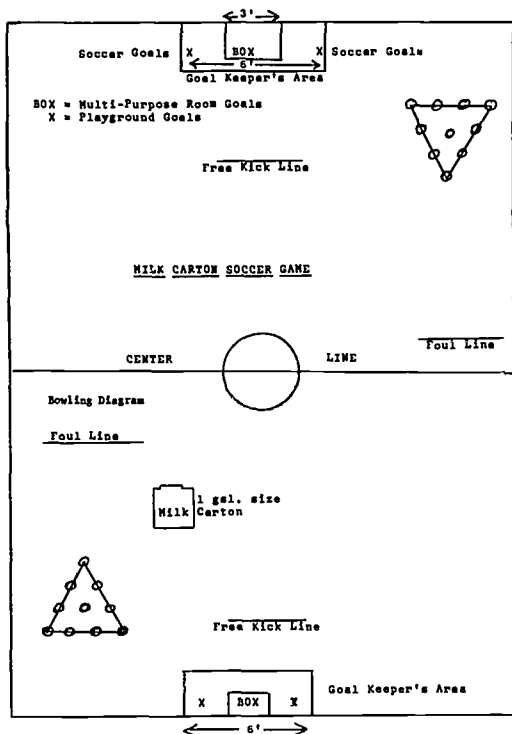 3'
Soccer Goals X BOX X Soccer Goals
6'
Goal Keeper's Area
BOX = Multi-Purpose Room Goals
X = Playground Goals
Free Kick Line
MILK CARTON SOCCER GAME
Foul Line
CENTER LINE
Bowling Diagram
Foul Line
1 gal. size
Milk Carton
Free Kick Line
Goal Keeper's Area
X BOX X
6'